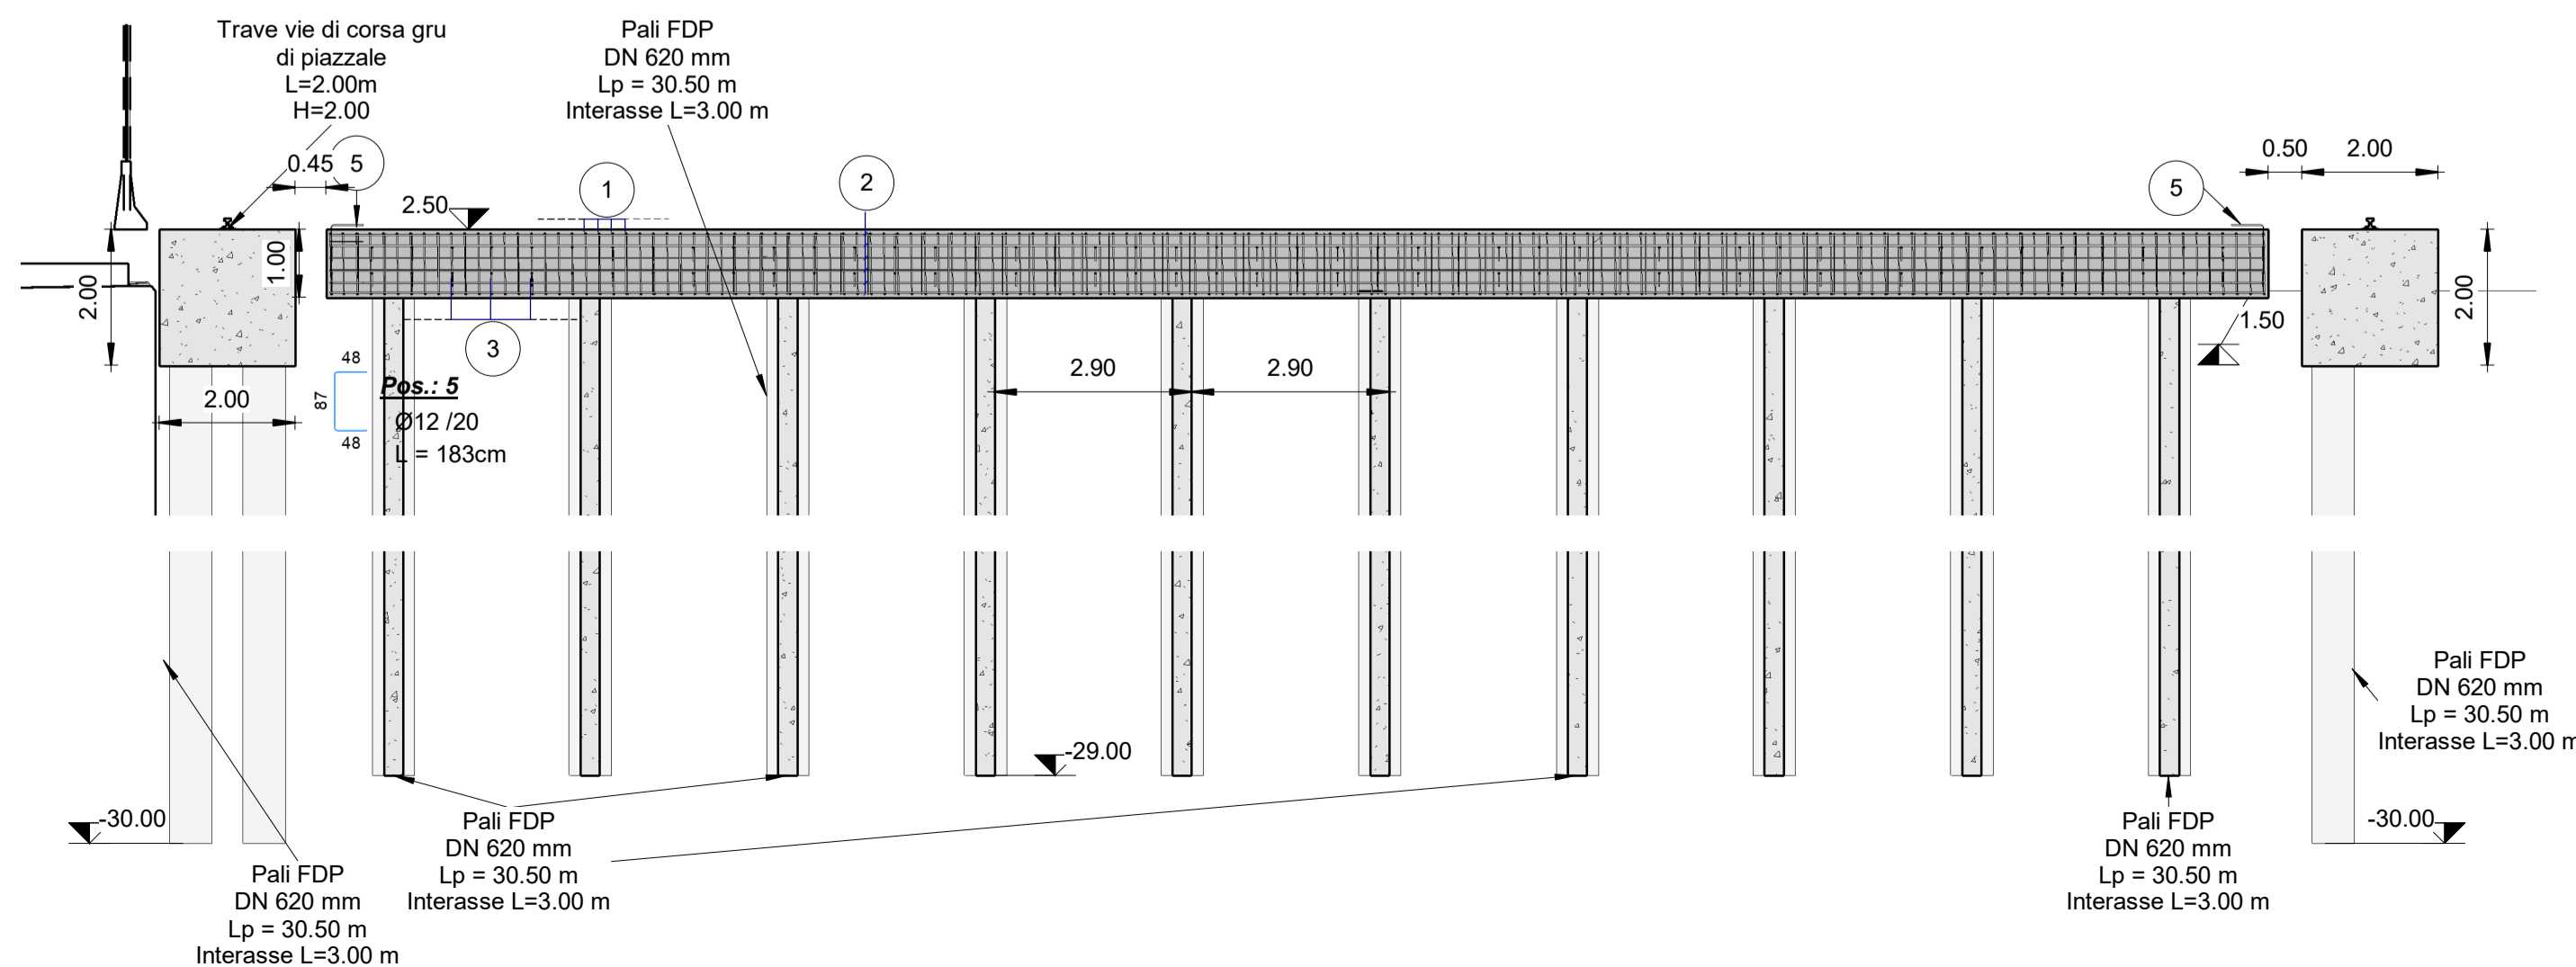 Trave vie di corsa gru
di piazzale
L=2.00m
H=2.00
Pali FDP
DN 620 mm
Lp = 30.50 m
Interasse L=3.00 m
0.45
5
1
2
5
0.50
2.00
2.50
1.00
2.00
2.00
3
1.50
48
87
48
Pos.: 5
Ø12 /20
L = 183cm
2.00
2.90
2.90
-29.00
-30.00
Pali FDP
DN 620 mm
Lp = 30.50 m
Interasse L=3.00 m
Pali FDP
DN 620 mm
Lp = 30.50 m
Interasse L=3.00 m
Pali FDP
DN 620 mm
Lp = 30.50 m
Interasse L=3.00 m
Pali FDP
DN 620 mm
Lp = 30.50 m
Interasse L=3.00 m
-30.00